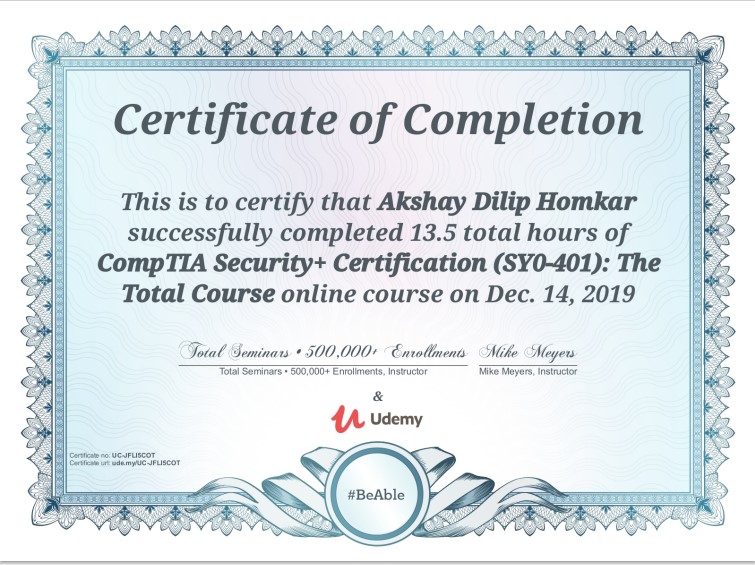 Certificate of Completion
This is to certify that Akshay Dilip Homkar
successfully completed 13.5 total hours of
CompTIA Security+ Certification (SY0-401): The
Total Course online course on Dec. 14, 2019
Total Seminars • 500,000+ Enrollments Mike Meyers
Total Seminars • 500,000+ Enrollments, Instructor Mike Meyers, Instructor
&
Udemy
Certificate no: UC-JFLI5COT
Certificate url: ude.my/UC-JFLI5COT
#BeAble